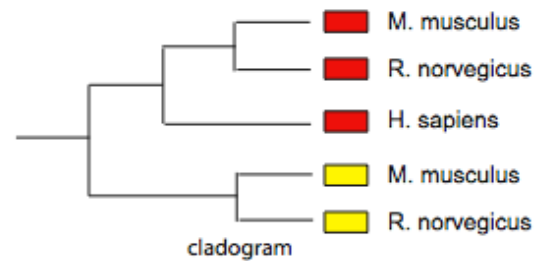 M. musculus
R. norvegicus
H. sapiens
M. musculus
R. norvegicus
cladogram